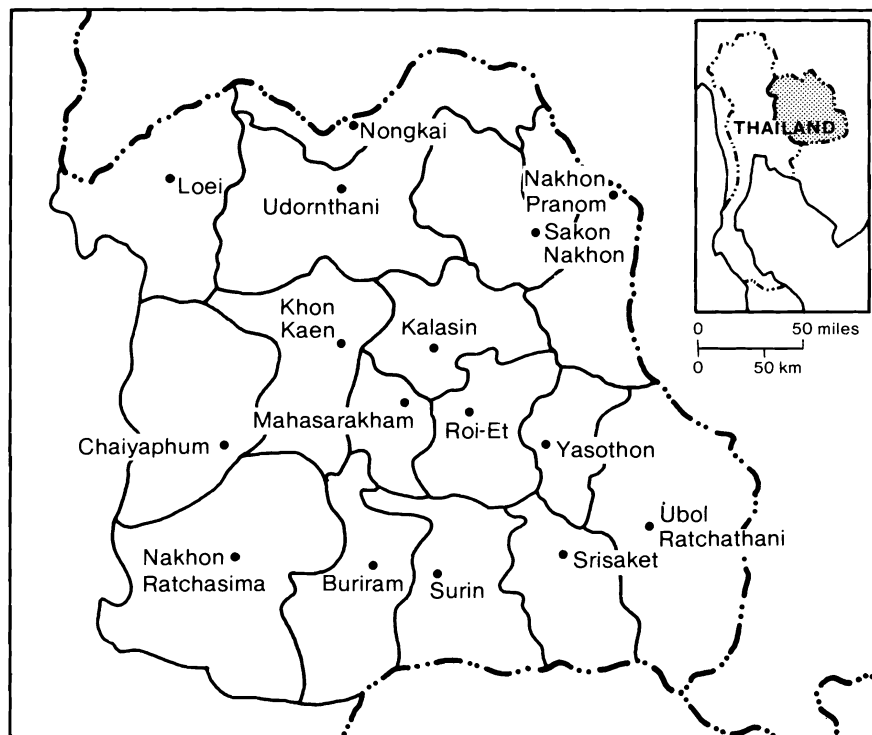 Nongkai
Loei
Udornthani
Nakhon
Pranom
Sakon
Nakhon
Khon
Kaen
Kalasin
Mahasarakham
Roi-Et
Chaiyaphum
Yasothon
Ubol
Ratchathani
Nakhon
Ratchasima
Buriram
Surin
Srisaket
THAILAND
0 50 miles
0 50 km